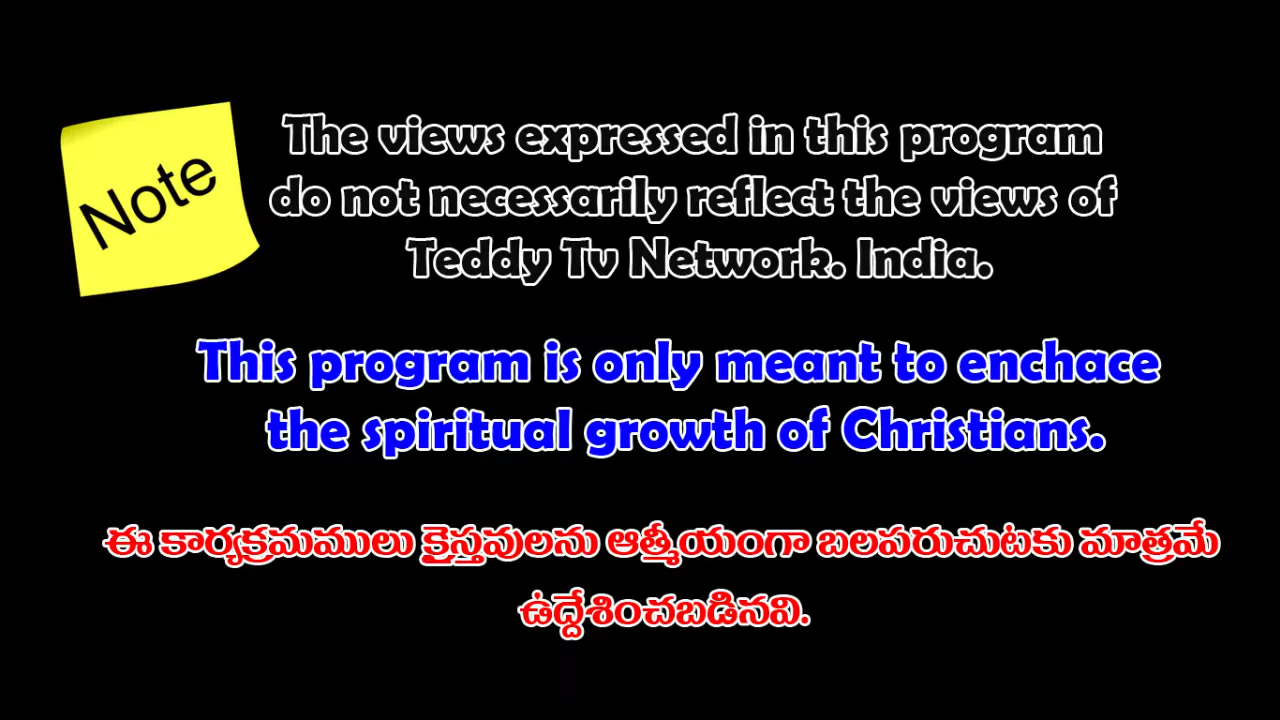 Note
The views expressed in this program
do not necessarily reflect the views of
Teddy Tv Network. India.
This program is only meant to enchace
the spiritual growth of Christians.
ఈ కార్యక్రమములు క్రైస్తవులను ఆత్మీయంగా బలపరుచుటకు మాత్రమే
ఉద్దేశించబడినవి.